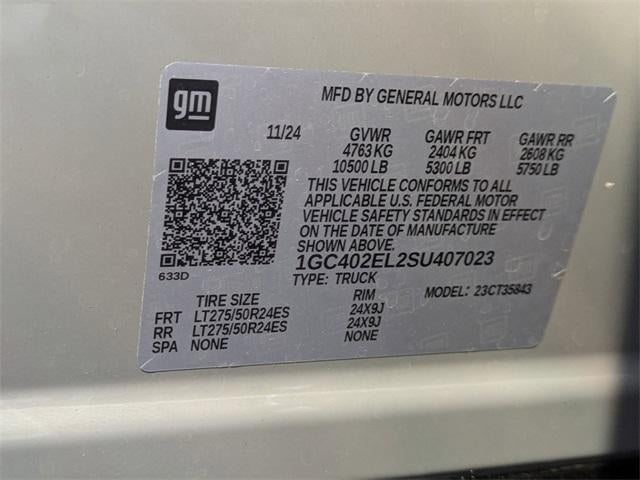 gm
MFD BY GENERAL MOTORS LLC
11/24 GVWR GAWR FRT GAWR RR
4763 KG 2404 KG 2608 KG
10500 LB 5300 LB 5750 LB
THIS VEHICLE CONFORMS TO ALL
APPLICABLE U.S. FEDERAL MOTOR
VEHICLE SAFETY STANDARDS IN EFFECT
ON THE DATE OF MANUFACTURE
SHOWN ABOVE.
633D 1GC402EL2SU407023
TYPE: TRUCK MODEL: 23CT35843
TIRE SIZE RIM
FRT LT275/50R24ES 24X9J
RR LT275/50R24ES 24X9J
SPA NONE NONE